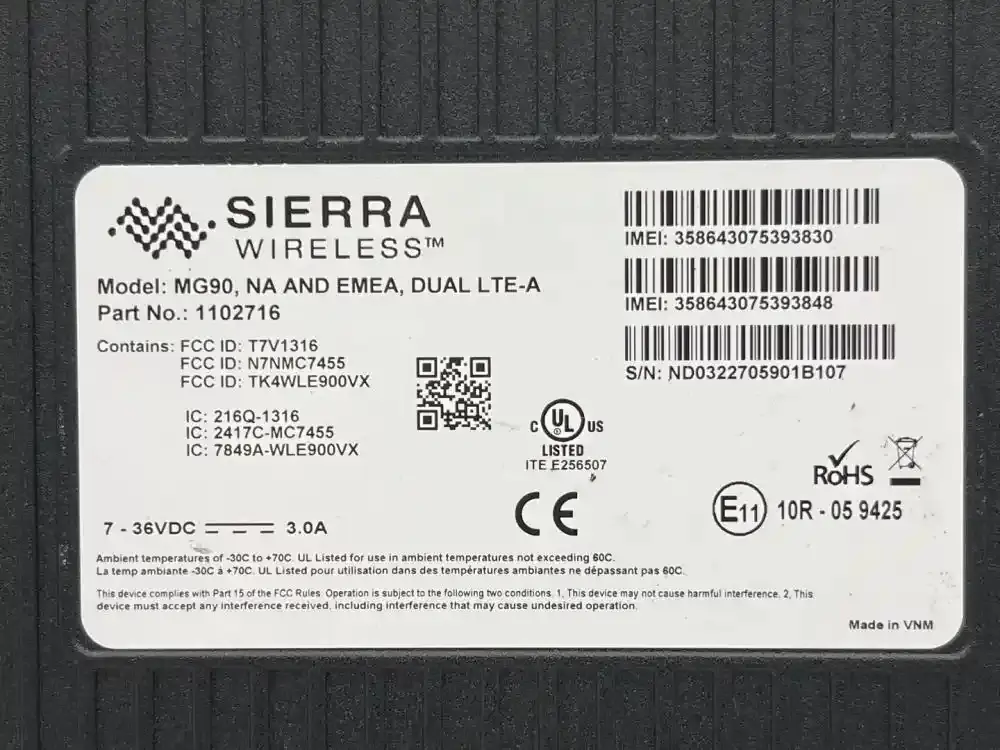 SIERRA
WIRELESS™
Model: MG90, NA AND EMEA, DUAL LTE-A
Part No.: 1102716
Contains: FCC ID: T7V1316
FCC ID: N7NMC7455
FCC ID: TK4WLE900VX
IC: 216Q-1316
IC: 2417C-MC7455
IC: 7849A-WLE900VX
7 - 36VDC 3.0A
IMEI: 358643075393830
IMEI: 358643075393848
S/N: ND0322705901B107
C UL US
LISTED
ITE E256507
CE
RoHS
E11 10R - 05 9425
Ambient temperatures of -30C to +70C. UL Listed for use in ambient temperatures not exceeding 60C.
La temp ambiante -30C à +70C. UL Listed pour utilisation dans des températures ambiantes ne dépassant pas 60C.
This device complies with Part 15 of the FCC Rules. Operation is subject to the following two conditions. 1, This device may not cause harmful interference. 2, This
device must accept any interference received, including interference that may cause undesired operation.
Made in VNM